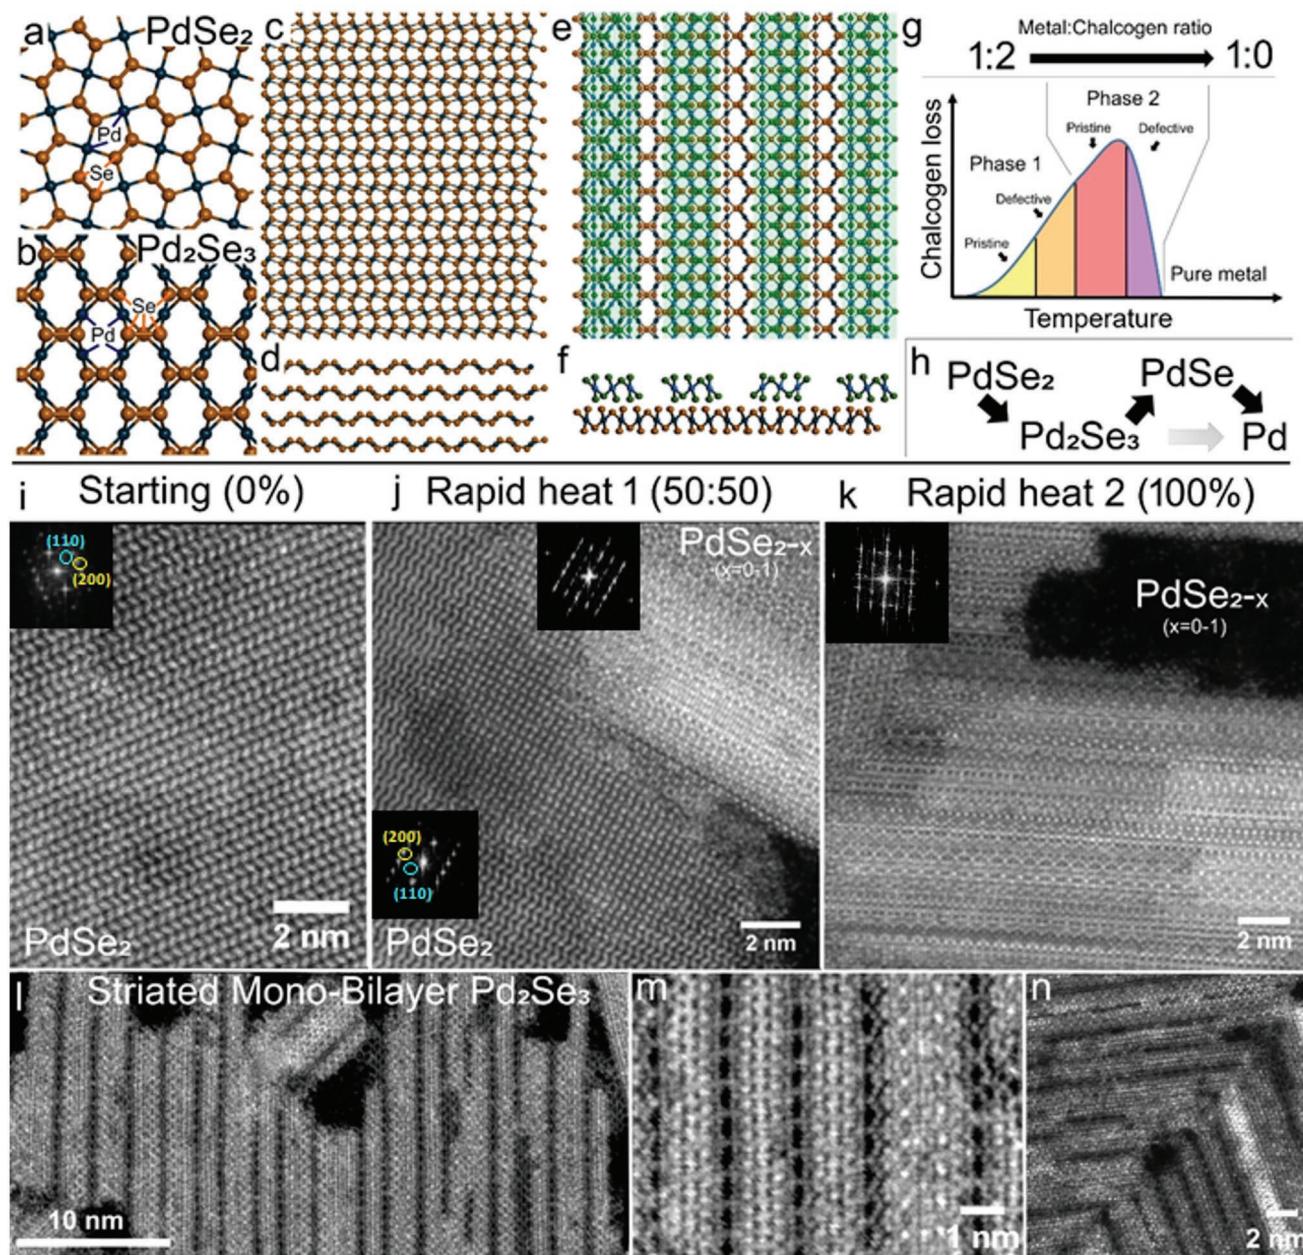 a PdSe₂
Pd
Se
b Pd₂Se₃
Se
Pd
c
d
e
f
g Metal:Chalcogen ratio
1:2 1:0
Phase 2
Pristine Defective
Phase 1
Defective
Pristine
Pure metal
Chalcogen loss
Temperature
h PdSe₂ PdSe
Pd₂Se₃ Pd
i Starting (0%)
(110)
(200)
2 nm
PdSe₂
j Rapid heat 1 (50:50)
PdSe₂₋ₓ
(x=0-1)
(200)
(110)
PdSe₂
2 nm
k Rapid heat 2 (100%)
PdSe₂₋ₓ
(x=0-1)
2 nm
l Striated Mono-Bilayer Pd₂Se₃
10 nm
m
1 nm
n
2 nm